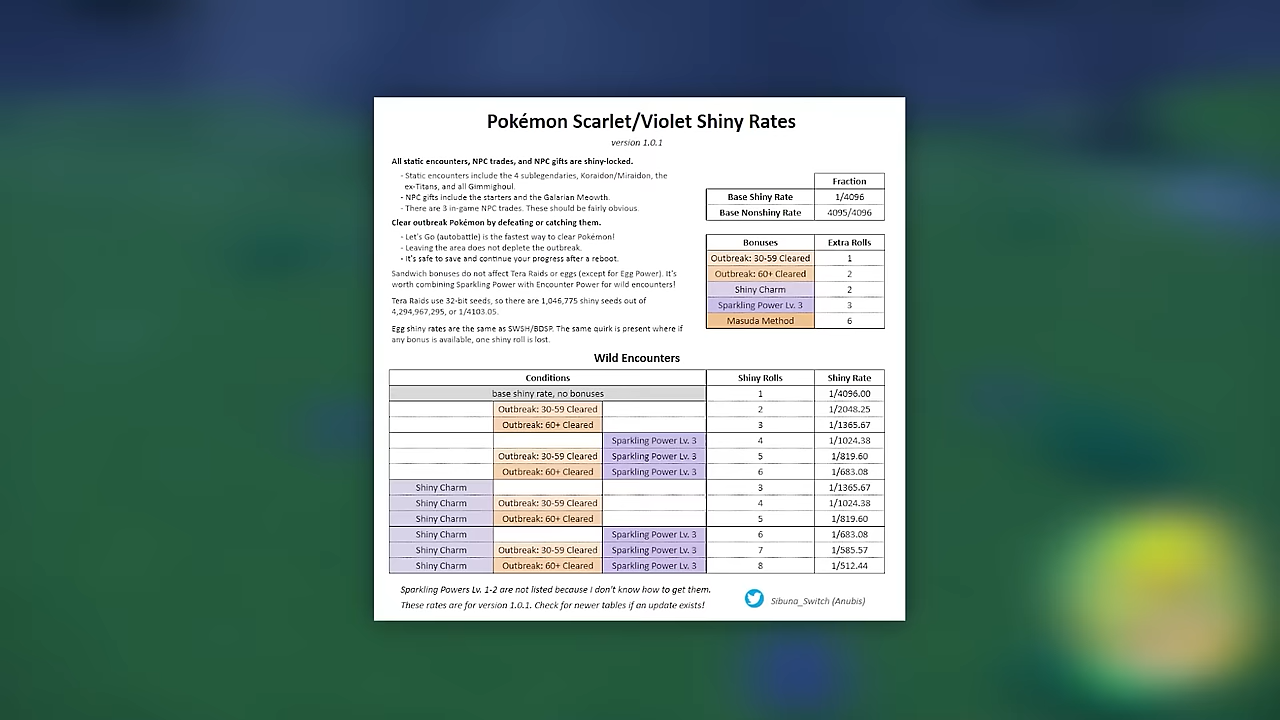 Pokémon Scarlet/Violet Shiny Rates
version 1.0.1
All static encounters, NPC trades, and NPC gifts are shiny-locked.
- Static encounters include the 4 sublegendaries, Koraidon/Miraidon, the
ex-Titans, and all Gimmighoul.
- NPC gifts include the starters and the Galarian Meowth.
- There are 3 in-game NPC trades. These should be fairly obvious.
Clear outbreak Pokémon by defeating or catching them.
- Let's Go (autobattle) is the fastest way to clear Pokémon!
- Leaving the area does not deplete the outbreak.
- It's safe to save and continue your progress after a reboot.
Sandwich bonuses do not affect Tera Raids or eggs (except for Egg Power). It's
worth combining Sparkling Power with Encounter Power for wild encounters!
Tera Raids use 32-bit seeds, so there are 1,046,775 shiny seeds out of
4,294,967,295, or 1/4103.05.
Egg shiny rates are the same as SWSH/BDSP. The same quirk is present where if
any bonus is available, one shiny roll is lost.
Fraction
Base Shiny Rate 1/4096
Base Nonshiny Rate 4095/4096
Bonuses Extra Rolls
Outbreak: 30-59 Cleared 1
Outbreak: 60+ Cleared 2
Shiny Charm 2
Sparkling Power Lv. 3 3
Masuda Method 6
Wild Encounters
Conditions Shiny Rolls Shiny Rate
base shiny rate, no bonuses 1 1/4096.00
Outbreak: 30-59 Cleared 2 1/2048.25
Outbreak: 60+ Cleared 3 1/1365.67
Sparkling Power Lv. 3 4 1/1024.38
Outbreak: 30-59 Cleared Sparkling Power Lv. 3 5 1/819.60
Outbreak: 60+ Cleared Sparkling Power Lv. 3 6 1/683.08
Shiny Charm 3 1/1365.67
Shiny Charm Outbreak: 30-59 Cleared 4 1/1024.38
Shiny Charm Outbreak: 60+ Cleared 5 1/819.60
Shiny Charm Sparkling Power Lv. 3 6 1/683.08
Shiny Charm Outbreak: 30-59 Cleared Sparkling Power Lv. 3 7 1/585.57
Shiny Charm Outbreak: 60+ Cleared Sparkling Power Lv. 3 8 1/512.44
Sparkling Powers Lv. 1-2 are not listed because I don't know how to get them.
These rates are for version 1.0.1. Check for newer tables if an update exists!
Sibuna_Switch (Anubis)